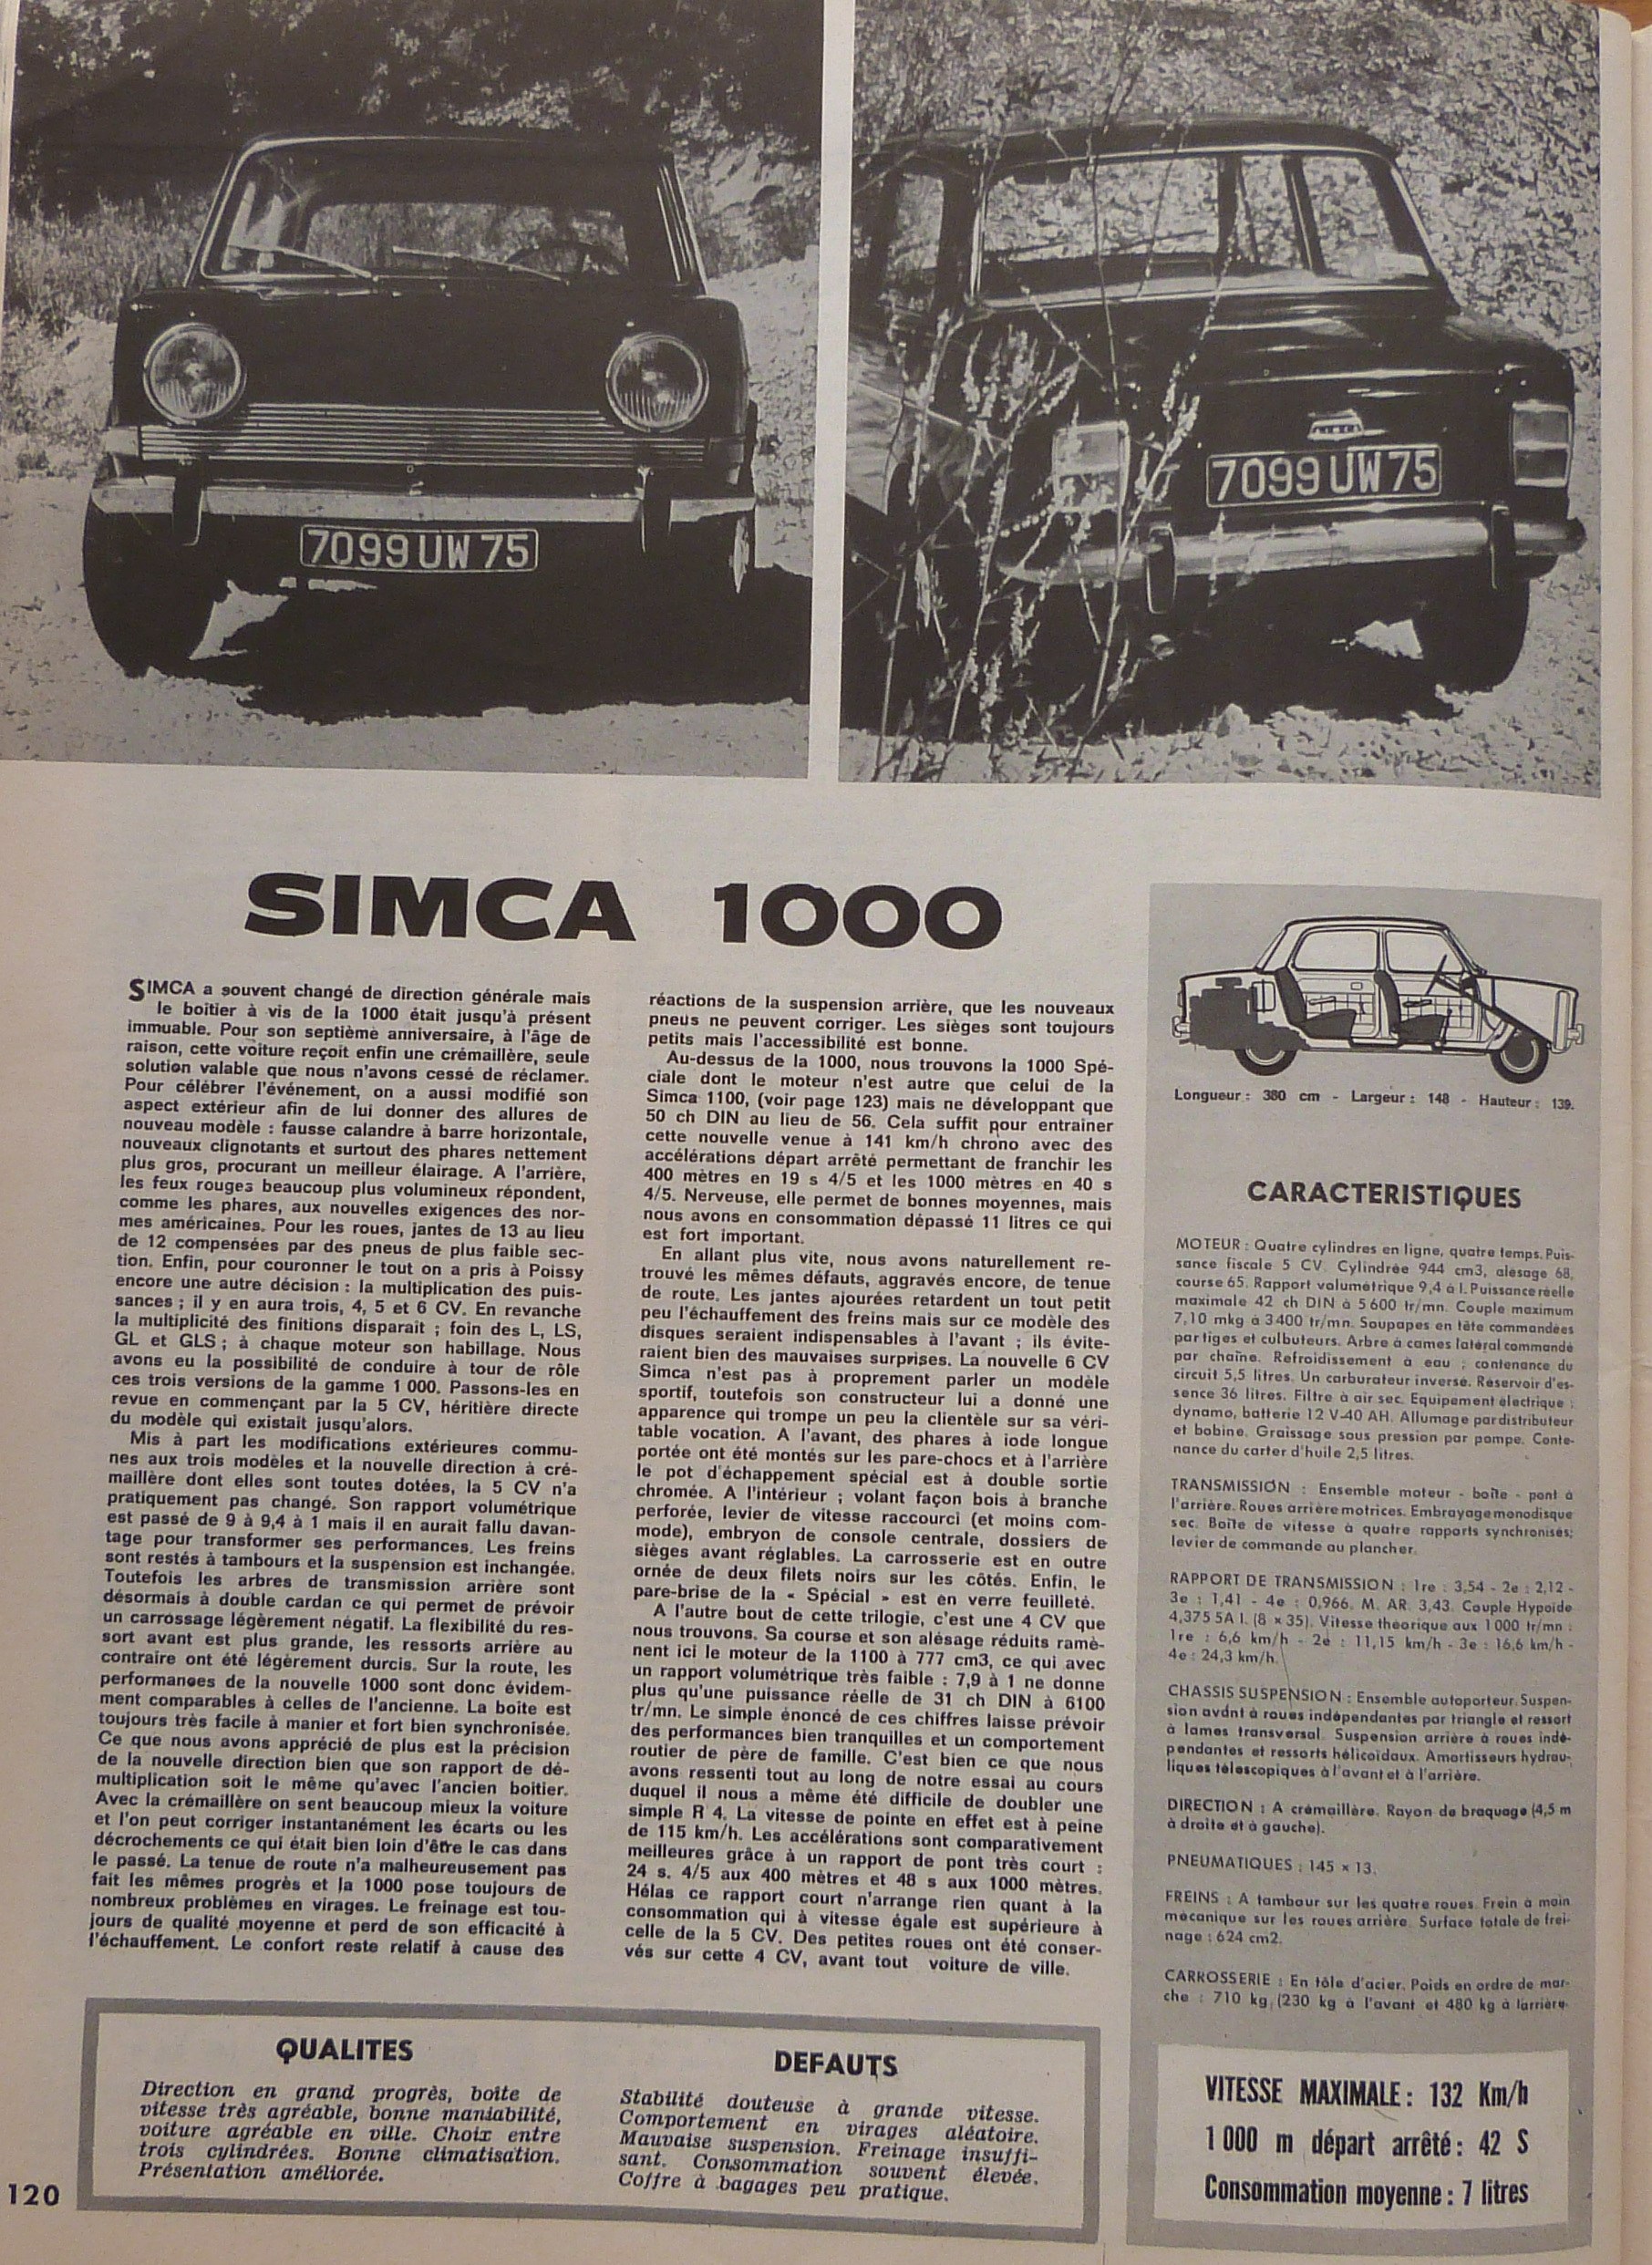 7099 UW 75
SIMCA
7099 UW 75
SIMCA 1000
SIMCA a souvent changé de direction générale mais
le boîtier à vis de la 1000 était jusqu'à présent
immuable. Pour son septième anniversaire, à l'âge de
raison, cette voiture reçoit enfin une crémaillère, seule
solution valable que nous n'avons cessé de réclamer.
Pour célébrer l'événement, on a aussi modifié son
aspect extérieur afin de lui donner des allures de
nouveau modèle : fausse calandre à barre horizontale,
nouveaux clignotants et surtout des phares nettement
plus gros, procurant un meilleur élairage. A l'arrière,
les feux rouges beaucoup plus volumineux répondent,
comme les phares, aux nouvelles exigences des nor-
mes américaines. Pour les roues, jantes de 13 au lieu
de 12 compensées par des pneus de plus faible sec-
tion. Enfin, pour couronner le tout on a pris à Poissy
encore une autre décision : la multiplication des puis-
sances ; il y en aura trois, 4, 5 et 6 CV. En revanche
la multiplicité des finitions disparait ; foin des L, LS,
GL et GLS ; à chaque moteur son habillage. Nous
avons eu la possibilité de conduire à tour de rôle
ces trois versions de la gamme 1 000. Passons-les en
revue en commençant par la 5 CV, héritière directe
du modèle qui existait jusqu'alors.
Mis à part les modifications extérieures commu-
nes aux trois modèles et la nouvelle direction à cré-
maillère dont elles sont toutes dotées, la 5 CV n'a
pratiquement pas changé. Son rapport volumétrique
est passé de 9 à 9,4 à 1 mais il en aurait fallu davan-
tage pour transformer ses performances. Les freins
sont restés à tambours et la suspension est inchangée.
Toutefois les arbres de transmission arrière sont
désormais à double cardan ce qui permet de prévoir
un carrossage légèrement négatif. La flexibilité du res-
sort avant est plus grande, les ressorts arrière au
contraire ont été légèrement durcis. Sur la route, les
performances de la nouvelle 1000 sont donc évidem-
ment comparables à celles de l'ancienne. La boîte est
toujours très facile à manier et fort bien synchronisée.
Ce que nous avons apprécié de plus est la précision
de la nouvelle direction bien que son rapport de dé-
multiplication soit le même qu'avec l'ancien boitier.
Avec la crémaillère on sent beaucoup mieux la voiture
et l'on peut corriger instantanément les écarts ou les
décrochements ce qui était bien loin d'être le cas dans
le passé. La tenue de route n'a malheureusement pas
fait les mêmes progrès et la 1000 pose toujours de
nombreux problèmes en virages. Le freinage est tou-
jours de qualité moyenne et perd de son efficacité à
l'échauffement. Le confort reste relatif à cause des
réactions de la suspension arrière, que les nouveaux
pneus ne peuvent corriger. Les sièges sont toujours
petits mais l'accessibilité est bonne.
Au-dessus de la 1000, nous trouvons la 1000 Spé-
ciale dont le moteur n'est autre que celui de la
Simca 1100, (voir page 123) mais ne développant que
50 ch DIN au lieu de 56. Cela suffit pour entrainer
cette nouvelle venue à 141 km/h chrono avec des
accélérations départ arrêté permettant de franchir les
400 mètres en 19 s 4/5 et les 1000 mètres en 40 s
4/5. Nerveuse, elle permet de bonnes moyennes, mais
nous avons en consommation dépassé 11 litres ce qui
est fort important.
En allant plus vite, nous avons naturellement re-
trouvé les mêmes défauts, aggravés encore, de tenue
de route. Les jantes ajourées retardent un tout petit
peu l'échauffement des freins mais sur ce modèle des
disques seraient indispensables à l'avant ; ils évite-
raient bien des mauvaises surprises. La nouvelle 6 CV
Simca n'est pas à proprement parler un modèle
sportif, toutefois son constructeur lui a donné une
apparence qui trompe un peu la clientèle sur sa véri-
table vocation. A l'avant, des phares à iode longue
portée ont été montés sur les pare-chocs et à l'arrière
le pot d'échappement spécial est à double sortie
chromée. A l'intérieur ; volant façon bois à branche
perforée, levier de vitesse raccourci (et moins com-
mode), embryon de console centrale, dossiers de
sièges avant réglables. La carrosserie est en outre
ornée de deux filets noirs sur les côtés. Enfin, le
pare-brise de la « Spécial » est en verre feuilleté.
A l'autre bout de cette trilogie, c'est une 4 CV que
nous trouvons. Sa course et son alésage réduits ramè-
nent ici le moteur de la 1100 à 777 cm3, ce qui avec
un rapport volumétrique très faible : 7,9 à 1 ne donne
plus qu'une puissance réelle de 31 ch DIN à 6100
tr/mn. Le simple énoncé de ces chiffres laisse prévoir
des performances bien tranquilles et un comportement
routier de père de famille. C'est bien ce que nous
avons ressenti tout au long de notre essai au cours
duquel il nous a même été difficile de doubler une
simple R 4. La vitesse de pointe en effet est à peine
de 115 km/h. Les accélérations sont comparativement
meilleures grâce à un rapport de pont très court :
24 s. 4/5 aux 400 mètres et 48 s aux 1000 mètres.
Hélas ce rapport court n'arrange rien quant à la
consommation qui à vitesse égale est supérieure à
celle de la 5 CV. Des petites roues ont été conser-
vés sur cette 4 CV, avant tout voiture de ville.
Longueur : 380 cm - Largeur : 148 - Hauteur : 139.
CARACTERISTIQUES
MOTEUR : Quatre cylindres en ligne, quatre temps. Puis-
sance fiscale 5 CV. Cylindrée 944 cm3, alésage 68,
course 65. Rapport volumétrique 9,4 à 1. Puissance réelle
maximale 42 ch DIN à 5 600 tr/mn. Couple maximum
7,10 mkg à 3400 tr/mn. Soupapes en tête commandées
par tiges et culbuteurs. Arbre à cames latéral commandé
par chaîne. Refroidissement à eau ; contenance du
circuit 5,5 litres. Un carburateur inversé. Réservoir d'es-
sence 36 litres. Filtre à air sec. Equipement électrique :
dynamo, batterie 12 V-40 AH. Allumage par distributeur
et bobine. Graissage sous pression par pompe. Conte-
nance du carter d'huile 2,5 litres.
TRANSMISSION : Ensemble moteur - boîte - pont à
l'arrière. Roues arrière motrices. Embrayage monodisque
sec. Boîte de vitesse à quatre rapports synchronisés;
levier de commande au plancher.
RAPPORT DE TRANSMISSION : 1re : 3,54 - 2e : 2,12 -
3e : 1,41 - 4e : 0,966. M. AR. 3,43. Couple Hypoïde
4,375 5A I. (8 × 35). Vitesse théorique aux 1 000 tr/mn :
1re : 6,6 km/h - 2e : 11,15 km/h - 3e : 16,6 km/h -
4e : 24,3 km/h.
CHASSIS SUSPENSION : Ensemble autoporteur. Suspen-
sion avant à roues indépendantes par triangle et ressort
à lames transversal. Suspension arrière à roues indé-
pendantes et ressorts hélicoïdaux. Amortisseurs hydrau-
liques télescopiques à l'avant et à l'arrière.
DIRECTION : A crémaillère. Rayon de braquage (4,5 m
à droite et à gauche).
PNEUMATIQUES : 145 × 13.
FREINS : A tambour sur les quatre roues. Frein à main
mécanique sur les roues arrière. Surface totale de frei-
nage : 624 cm2.
CARROSSERIE : En tôle d'acier. Poids en ordre de mar-
che : 710 kg (230 kg à l'avant et 480 kg à l'arrière.
QUALITES
Direction en grand progrès, boîte de
vitesse très agréable, bonne maniabilité,
voiture agréable en ville. Choix entre
trois cylindrées. Bonne climatisation.
Présentation améliorée.
DEFAUTS
Stabilité douteuse à grande vitesse.
Comportement en virages aléatoire.
Mauvaise suspension. Freinage insuffi-
sant. Consommation souvent élevée.
Coffre à bagages peu pratique.
VITESSE MAXIMALE : 132 Km/h
1 000 m départ arrêté : 42 S
Consommation moyenne : 7 litres
120